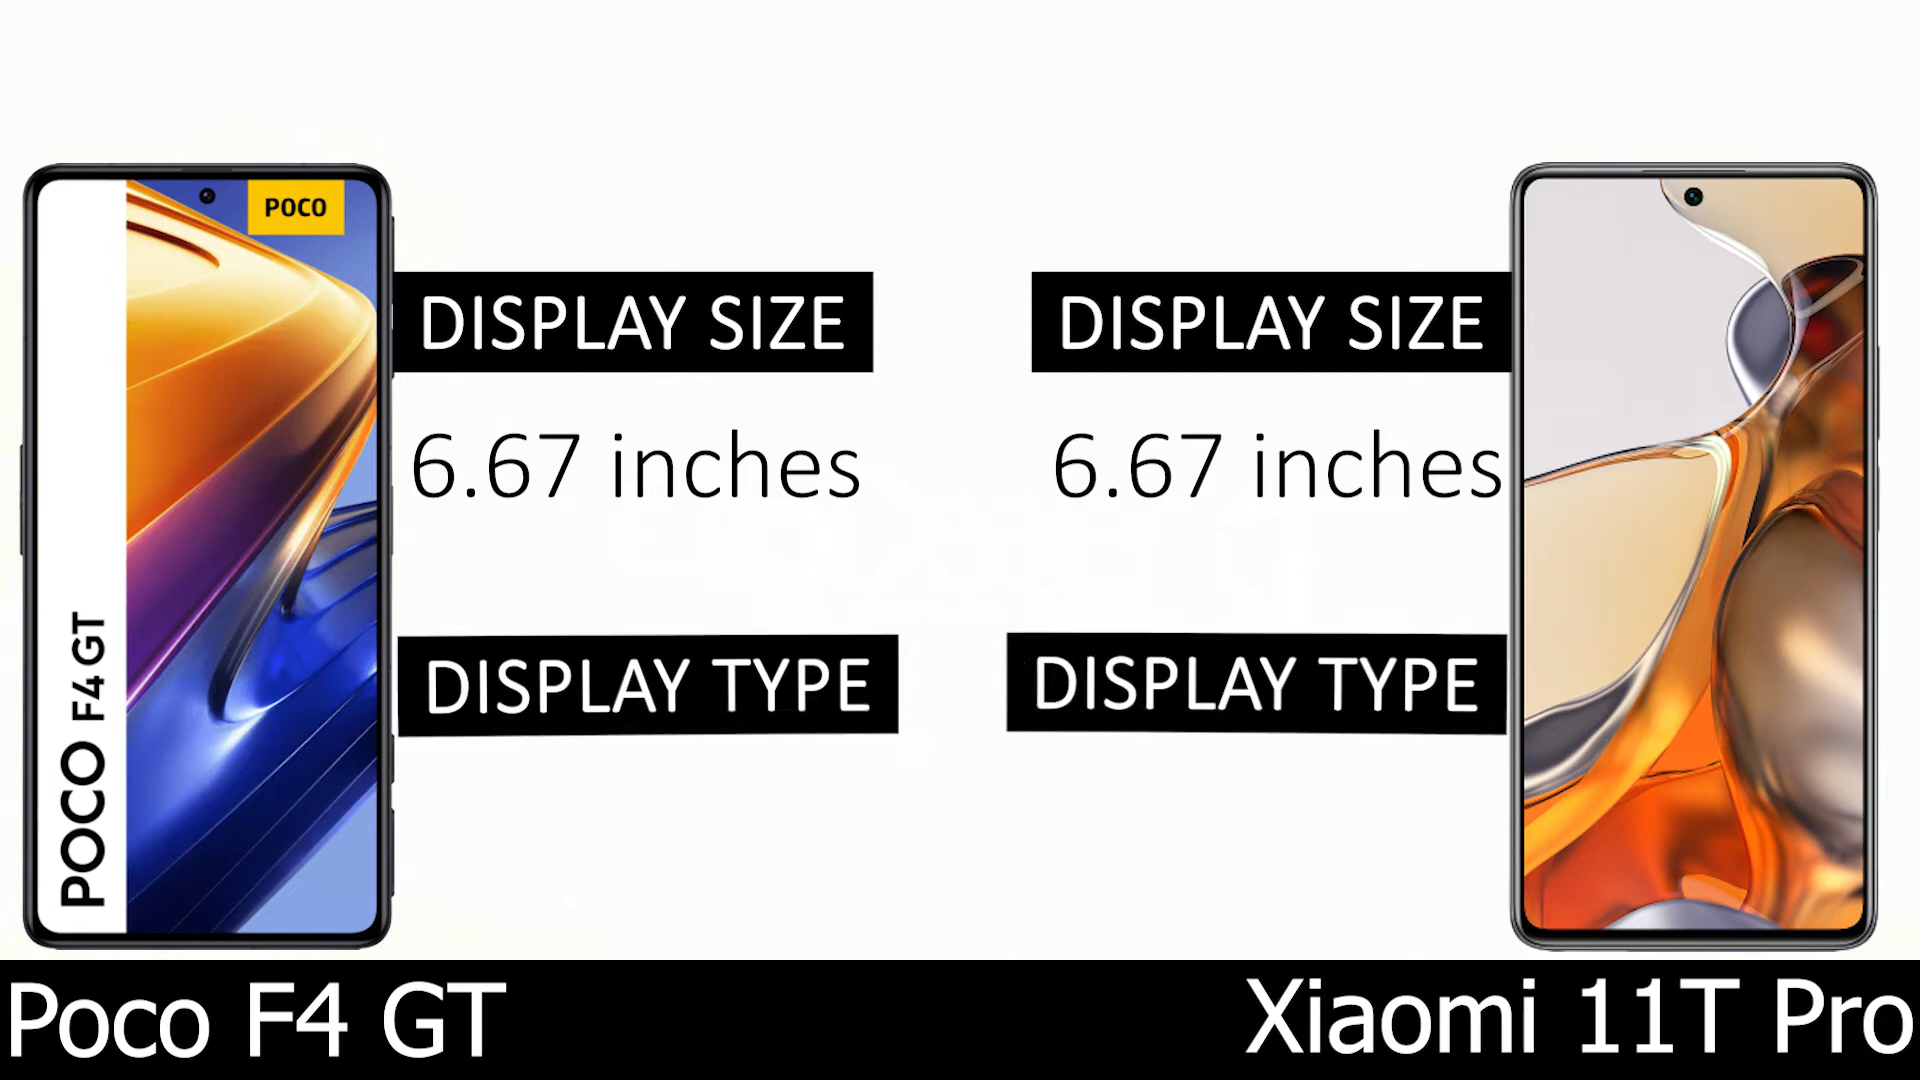 POCO
POCO F4 GT
DISPLAY SIZE
6.67 inches
DISPLAY TYPE
DISPLAY SIZE
6.67 inches
DISPLAY TYPE
Poco F4 GT
Xiaomi 11T Pro